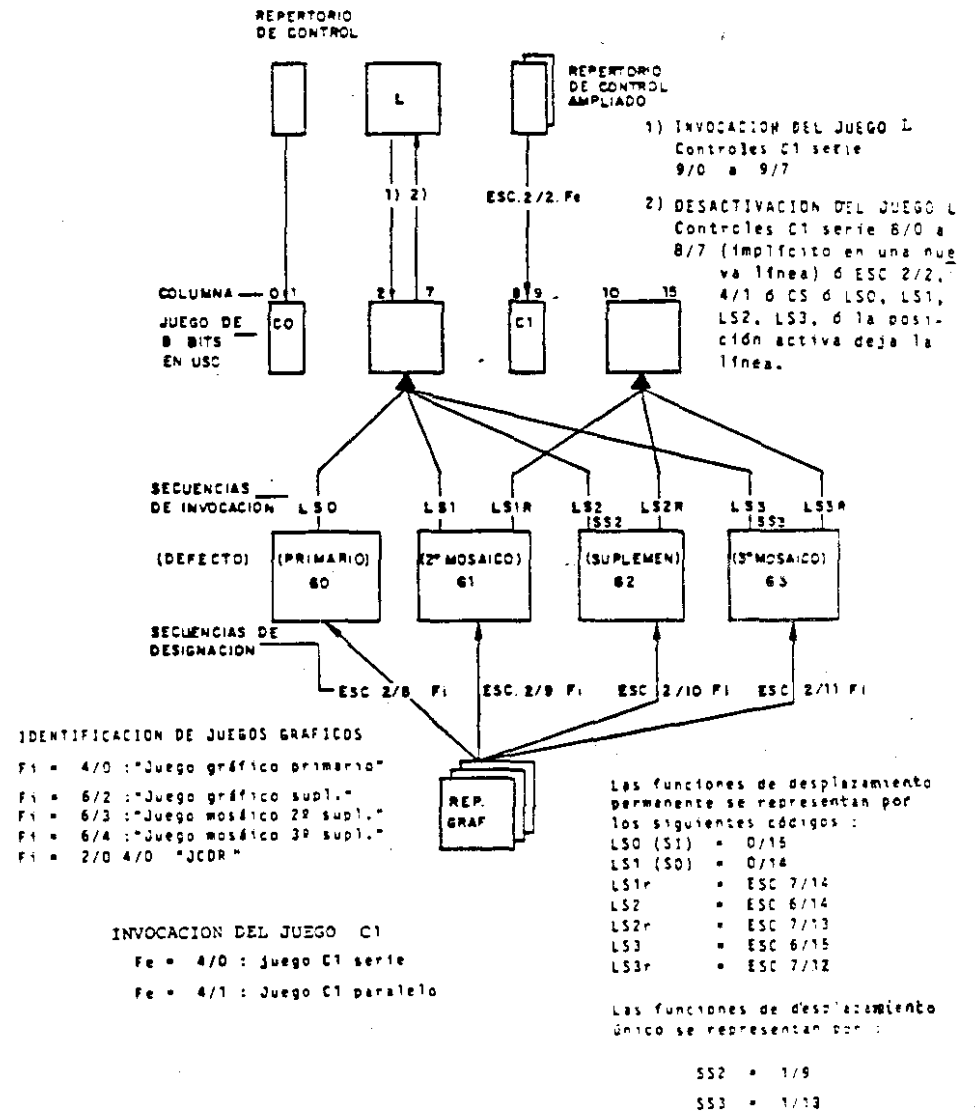 REPERTORIO
DE CONTROL
L
REPERTORIO
DE CONTROL
AMPLIADO
1) INVOCACION DEL JUEGO L
Controles C1 serie
9/0 a 9/7
1) 2)
ESC. 2/2. Fe
2) DESACTIVACION DEL JUEGO L
Controles C1 serie 8/0 a
8/7 (implícito en una nue
va línea) ó ESC 2/2,
4/1 ó CS ó LS0, LS1,
LS2, LS3, ó la posi-
ción activa deja la
línea.
COLUMNA 0 1 2 7 8 9 10 15
JUEGO DE
8 BITS
EN USO
C0
C1
SECUENCIAS
DE INVOCACION
LS0 LS1 LS1R LS2 LS2R LS3 LS3R
SS2 SS3
(DEFECTO) (PRIMARIO) (2º MOSAICO) (SUPLEMEN) (3º MOSAICO)
G0 G1 G2 G3
SECUENCIAS DE
DESIGNACION
ESC 2/8 Fi ESC. 2/9 Fi ESC 2/10 Fi ESC 2/11 Fi
IDENTIFICACION DE JUEGOS GRAFICOS
Fi = 4/0 :"Juego gráfico primario"
Fi = 6/2 :"Juego gráfico supl."
Fi = 6/3 :"Juego mosáico 2º supl."
Fi = 6/4 :"Juego mosáico 3º supl."
Fi = 2/0 4/0 "JCDR"
REP.
GRAF
INVOCACION DEL JUEGO C1
Fe = 4/0 : juego C1 serie
Fe = 4/1 : Juego C1 paralelo
Las funciones de desplazamiento
permanente se representan por
los siguientes códigos :
LS0 (SI) = 0/15
LS1 (SO) = 0/14
LS1r = ESC 7/14
LS2 = ESC 6/14
LS2r = ESC 7/13
LS3 = ESC 6/15
LS3r = ESC 7/12
Las funciones de desplazamiento
único se representan por :
SS2 = 1/9
SS3 = 1/13